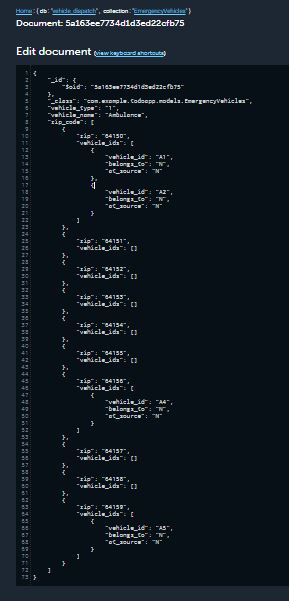 Home: { db: "vehicle_dispatch", collection: "EmergencyVehicles" }
Document: 5a163ee7734d1d3ed22cfb75
Edit document (view keyboard shortcuts)
1 {
2 "_id": {
3 "$oid": "5a163ee7734d1d3ed22cfb75"
4 },
5 "_class": "com.example.todoapp.models.EmergencyVehicles",
6 "vehicle_type": "1",
7 "vehicle_name": "Ambulance",
8 "zip_code": [
9 {
10 "zip": "64150",
11 "vehicle_ids": [
12 {
13 "vehicle_id": "A1",
14 "belongs_to": "N",
15 "at_source": "N"
16 },
17 {
18 "vehicle_id": "A2",
19 "belongs_to": "N",
20 "at_source": "N"
21 }
22 ]
23 },
24 {
25 "zip": "64151",
26 "vehicle_ids": []
27 },
28 {
29 "zip": "64152",
30 "vehicle_ids": []
31 },
32 {
33 "zip": "64153",
34 "vehicle_ids": []
35 },
36 {
37 "zip": "64154",
38 "vehicle_ids": []
39 },
40 {
41 "zip": "64155",
42 "vehicle_ids": []
43 },
44 {
45 "zip": "64156",
46 "vehicle_ids": [
47 {
48 "vehicle_id": "A4",
49 "belongs_to": "N",
50 "at_source": "N"
51 }
52 ]
53 },
54 {
55 "zip": "64157",
56 "vehicle_ids": []
57 },
58 {
59 "zip": "64158",
60 "vehicle_ids": []
61 },
62 {
63 "zip": "64159",
64 "vehicle_ids": [
65 {
66 "vehicle_id": "A5",
67 "belongs_to": "N",
68 "at_source": "N"
69 }
70 ]
71 }
72 ]
73 }